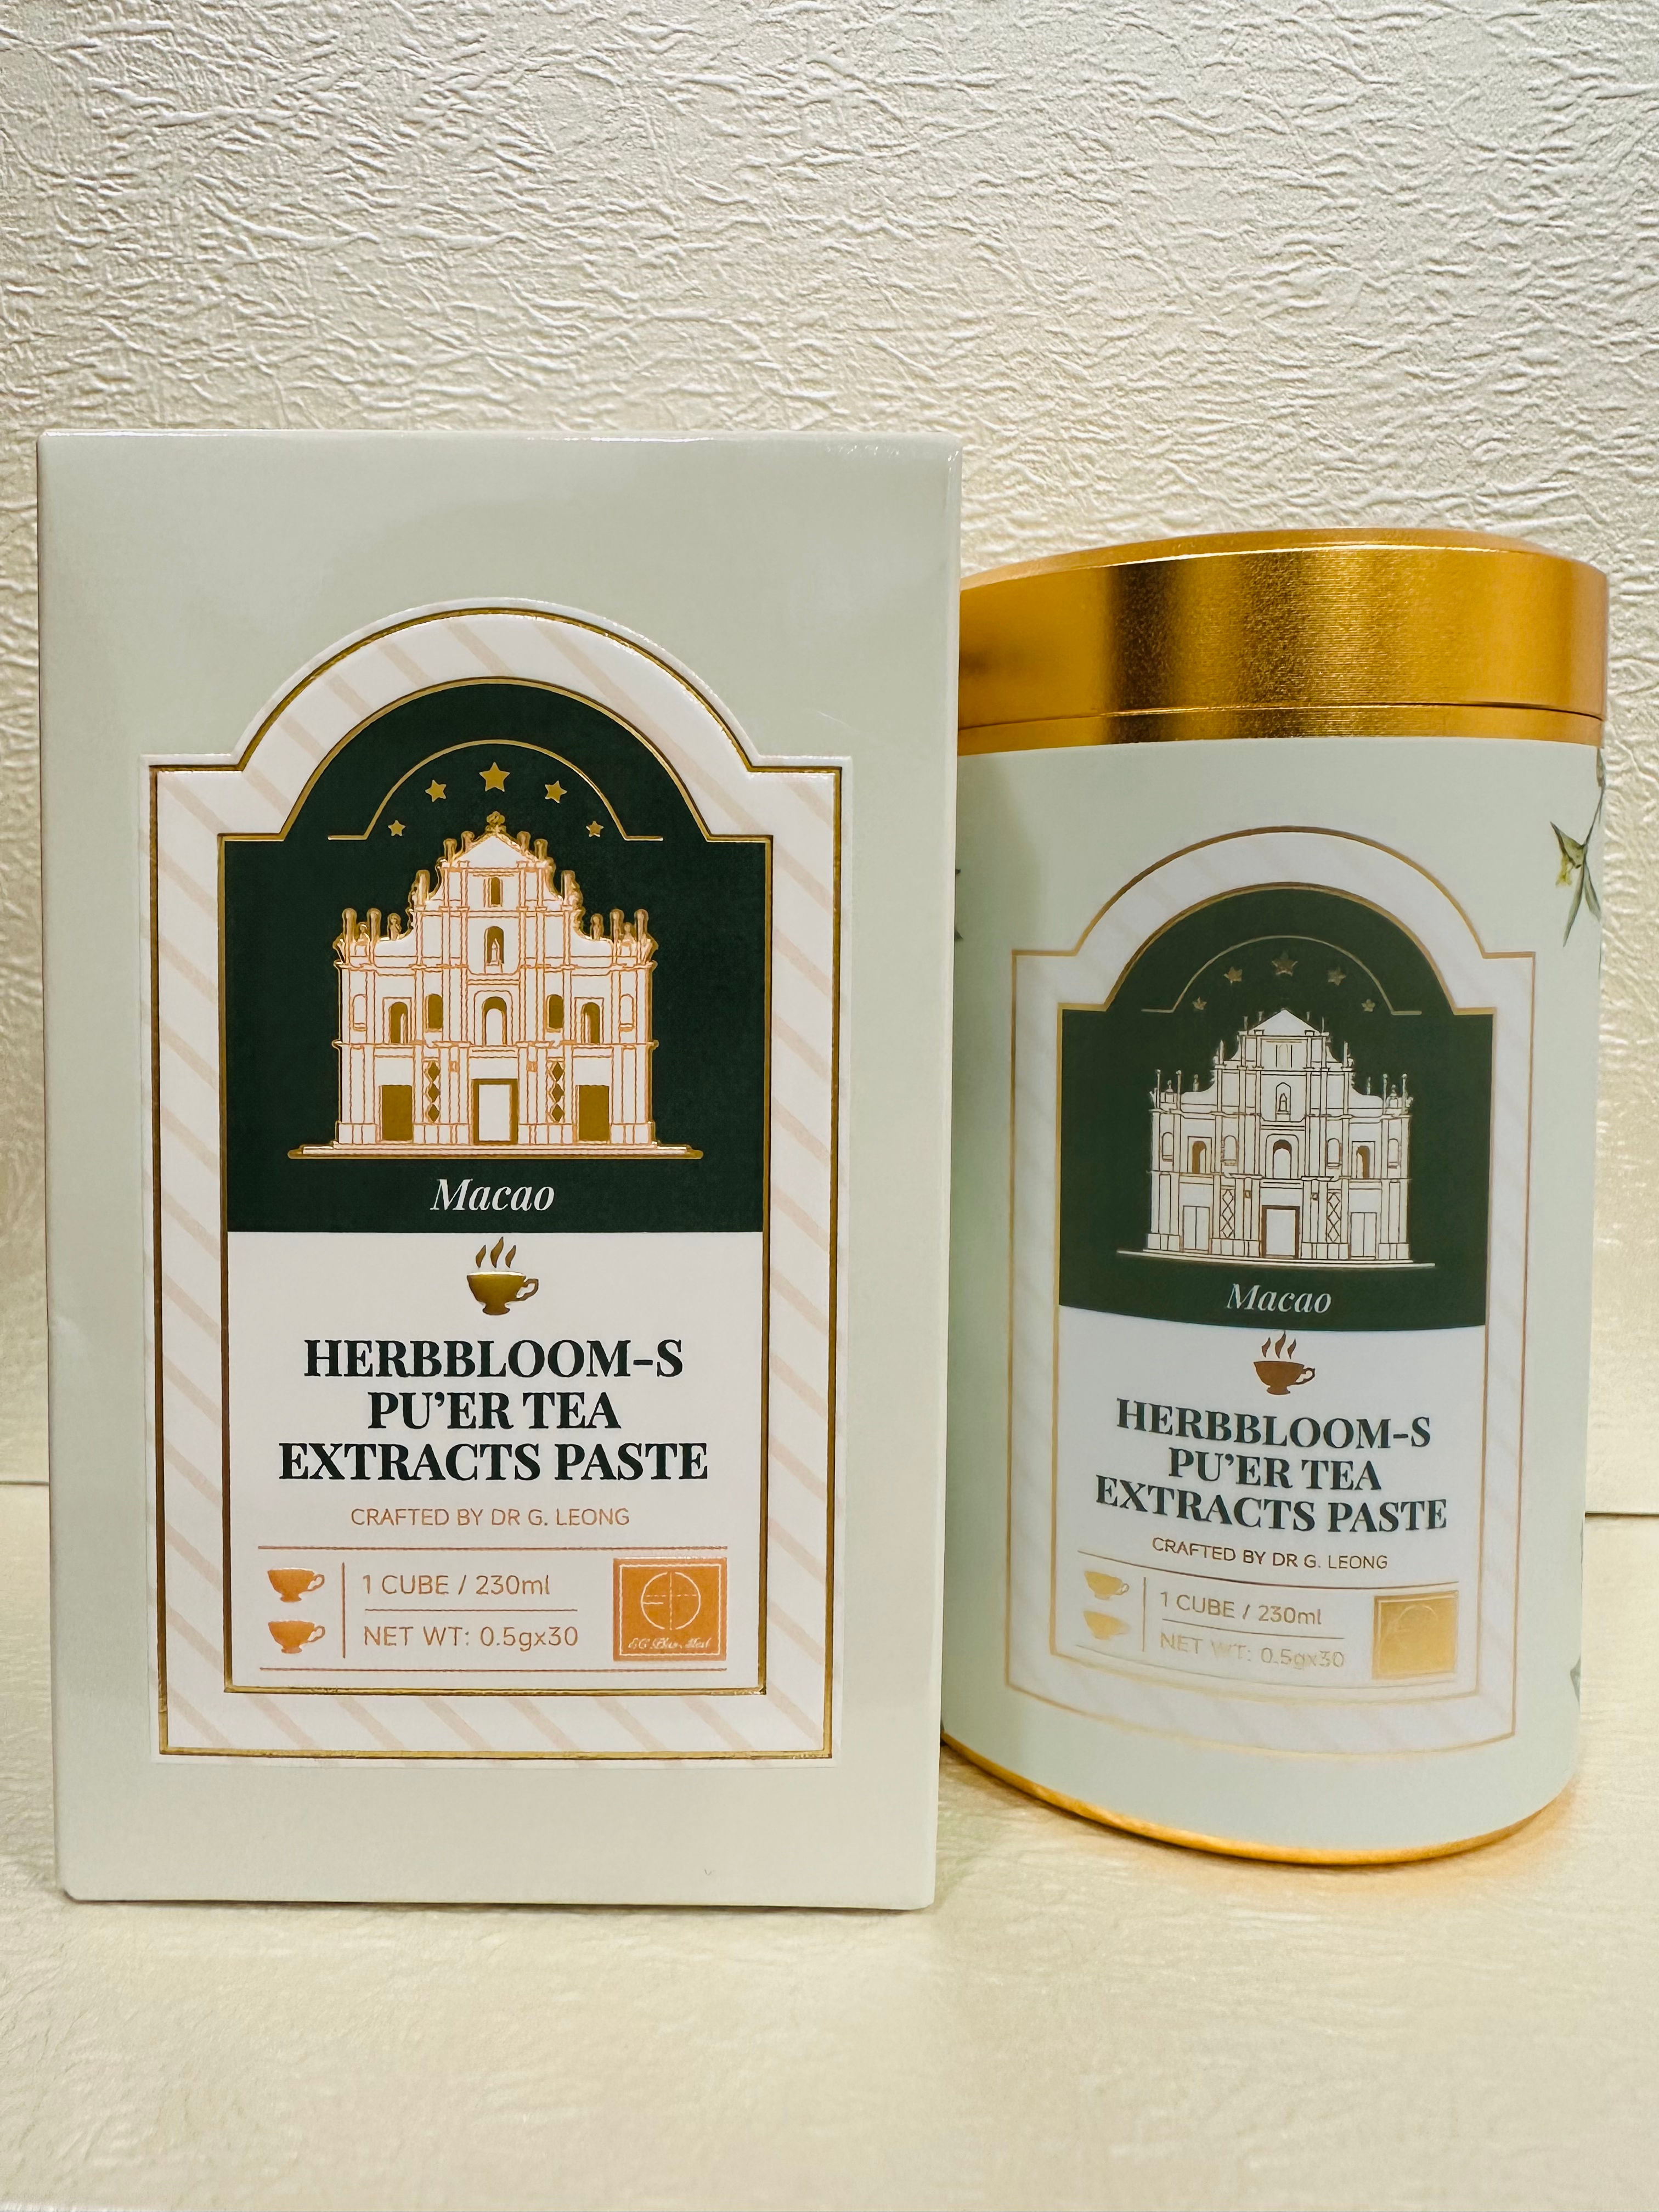 Macao
HERBBLOOM-S
PU’ER TEA
EXTRACTS PASTE
CRAFTED BY DR G. LEONG
1 CUBE / 230ml
NET WT: 0.5gx30
Macao
HERBBLOOM-S
PU’ER TEA
EXTRACTS PASTE
CRAFTED BY DR G. LEONG
1 CUBE / 230ml
NET WT: 0.5gx30